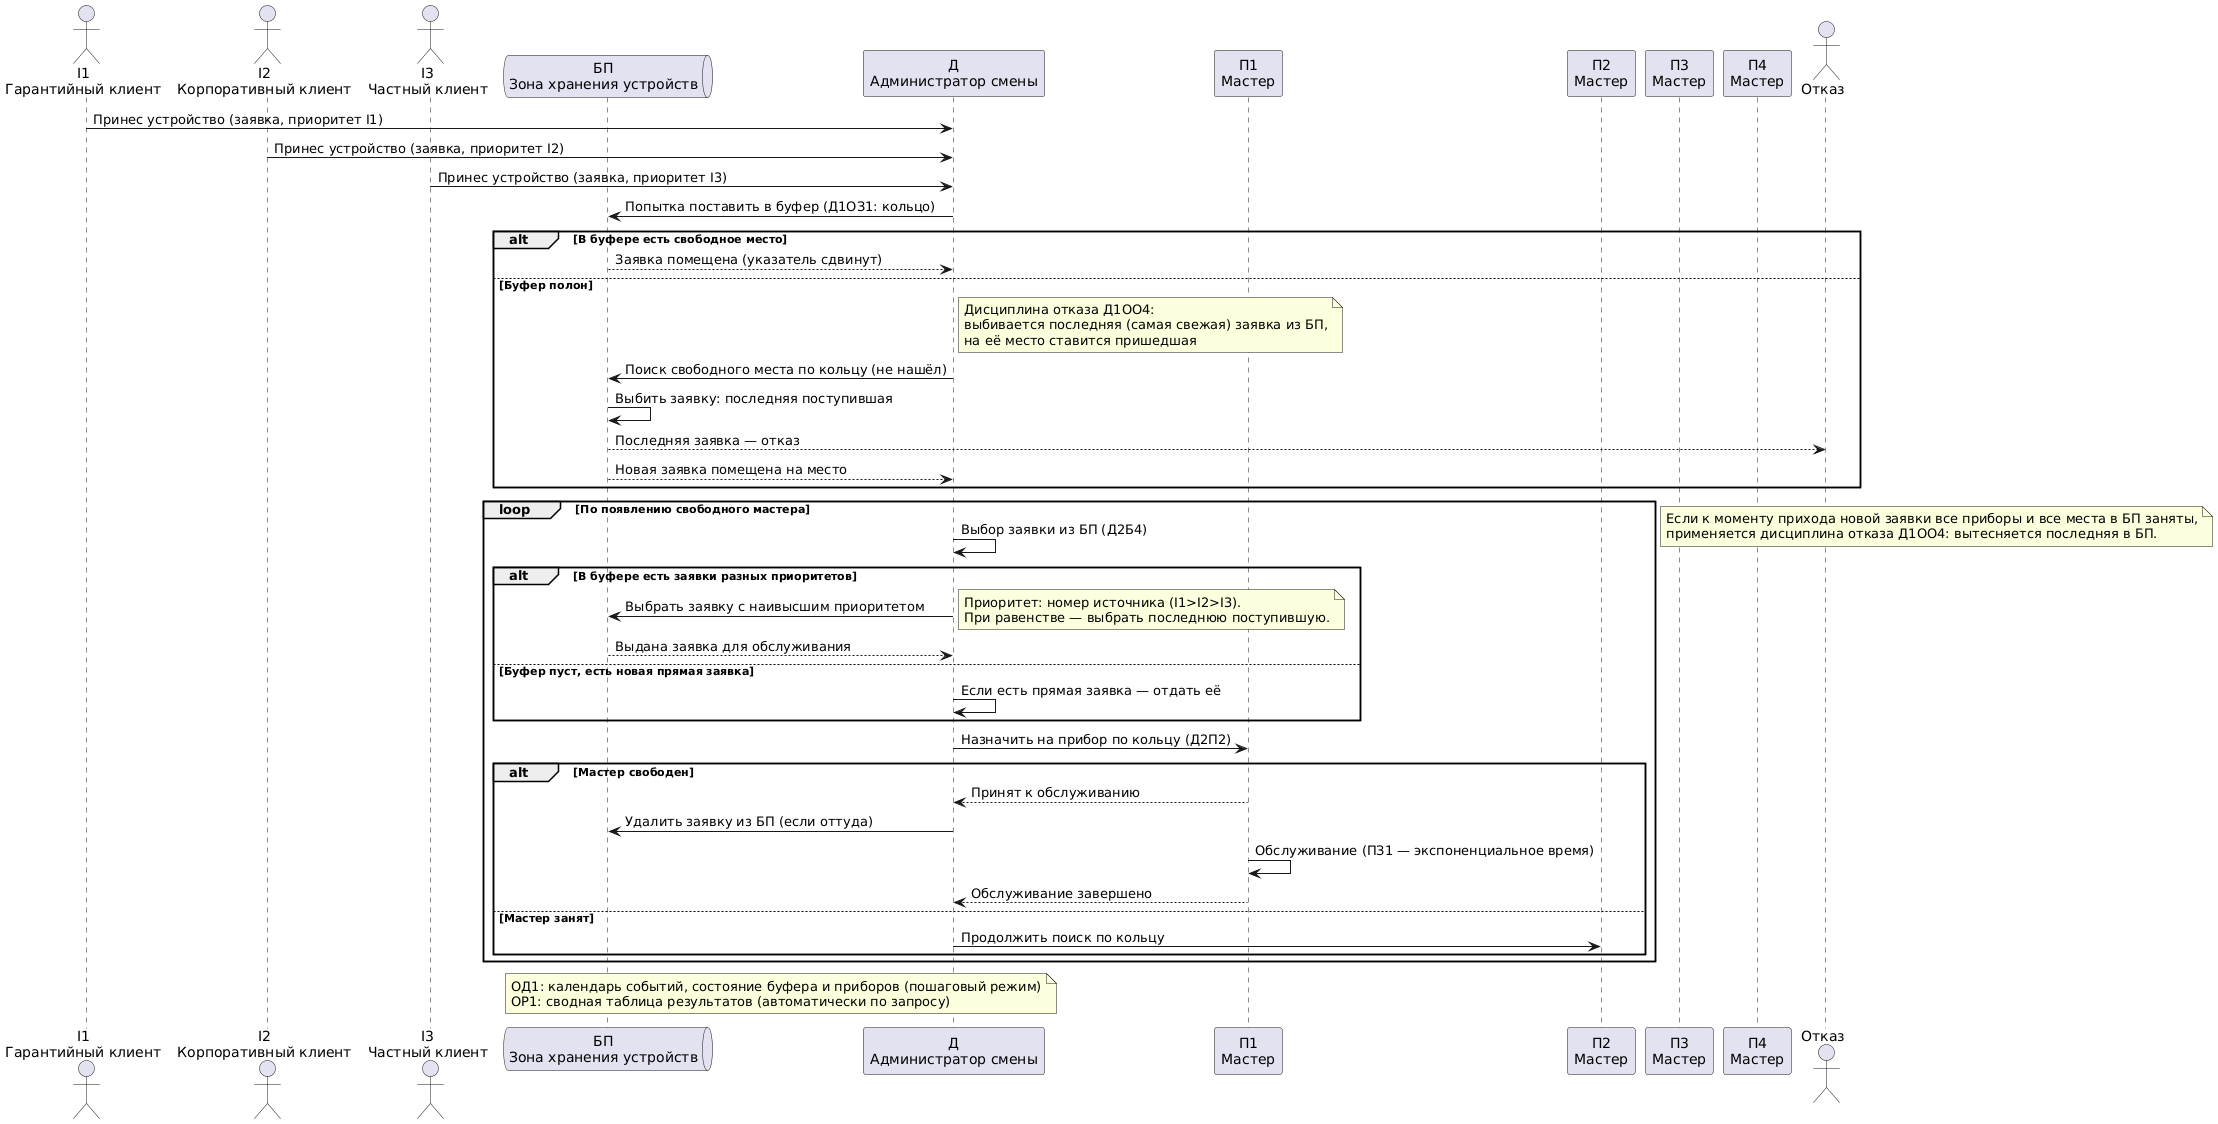 I1
Гарантийный клиент
I2
Корпоративный клиент
I3
Частный клиент
БП
Зона хранения устройств
Д
Администратор смены
П1
Мастер
П2
Мастер
П3
Мастер
П4
Мастер
Отказ
Принес устройство (заявка, приоритет I1)
Принес устройство (заявка, приоритет I2)
Принес устройство (заявка, приоритет I3)
Попытка поставить в буфер (Д1ОЗ1: кольцо)
alt [В буфере есть свободное место]
Заявка помещена (указатель сдвинут)
[Буфер полон]
Дисциплина отказа Д1ОО4:
выбивается последняя (самая свежая) заявка из БП,
на её место ставится пришедшая
Поиск свободного места по кольцу (не нашёл)
Выбить заявку: последняя поступившая
Последняя заявка — отказ
Новая заявка помещена на место
loop [По появлению свободного мастера]
Если к моменту прихода новой заявки все приборы и все места в БП заняты,
применяется дисциплина отказа Д1ОО4: вытесняется последняя в БП.
Выбор заявки из БП (Д2Б4)
alt [В буфере есть заявки разных приоритетов]
Выбрать заявку с наивысшим приоритетом
Приоритет: номер источника (I1>I2>I3).
При равенстве — выбрать последнюю поступившую.
Выдана заявка для обслуживания
[Буфер пуст, есть новая прямая заявка]
Если есть прямая заявка — отдать её
Назначить на прибор по кольцу (Д2П2)
alt [Мастер свободен]
Принят к обслуживанию
Удалить заявку из БП (если оттуда)
Обслуживание (ПЗ1 — экспоненциальное время)
Обслуживание завершено
[Мастер занят]
Продолжить поиск по кольцу
ОД1: календарь событий, состояние буфера и приборов (пошаговый режим)
ОР1: сводная таблица результатов (автоматически по запросу)
I1
Гарантийный клиент
I2
Корпоративный клиент
I3
Частный клиент
БП
Зона хранения устройств
Д
Администратор смены
П1
Мастер
П2
Мастер
П3
Мастер
П4
Мастер
Отказ